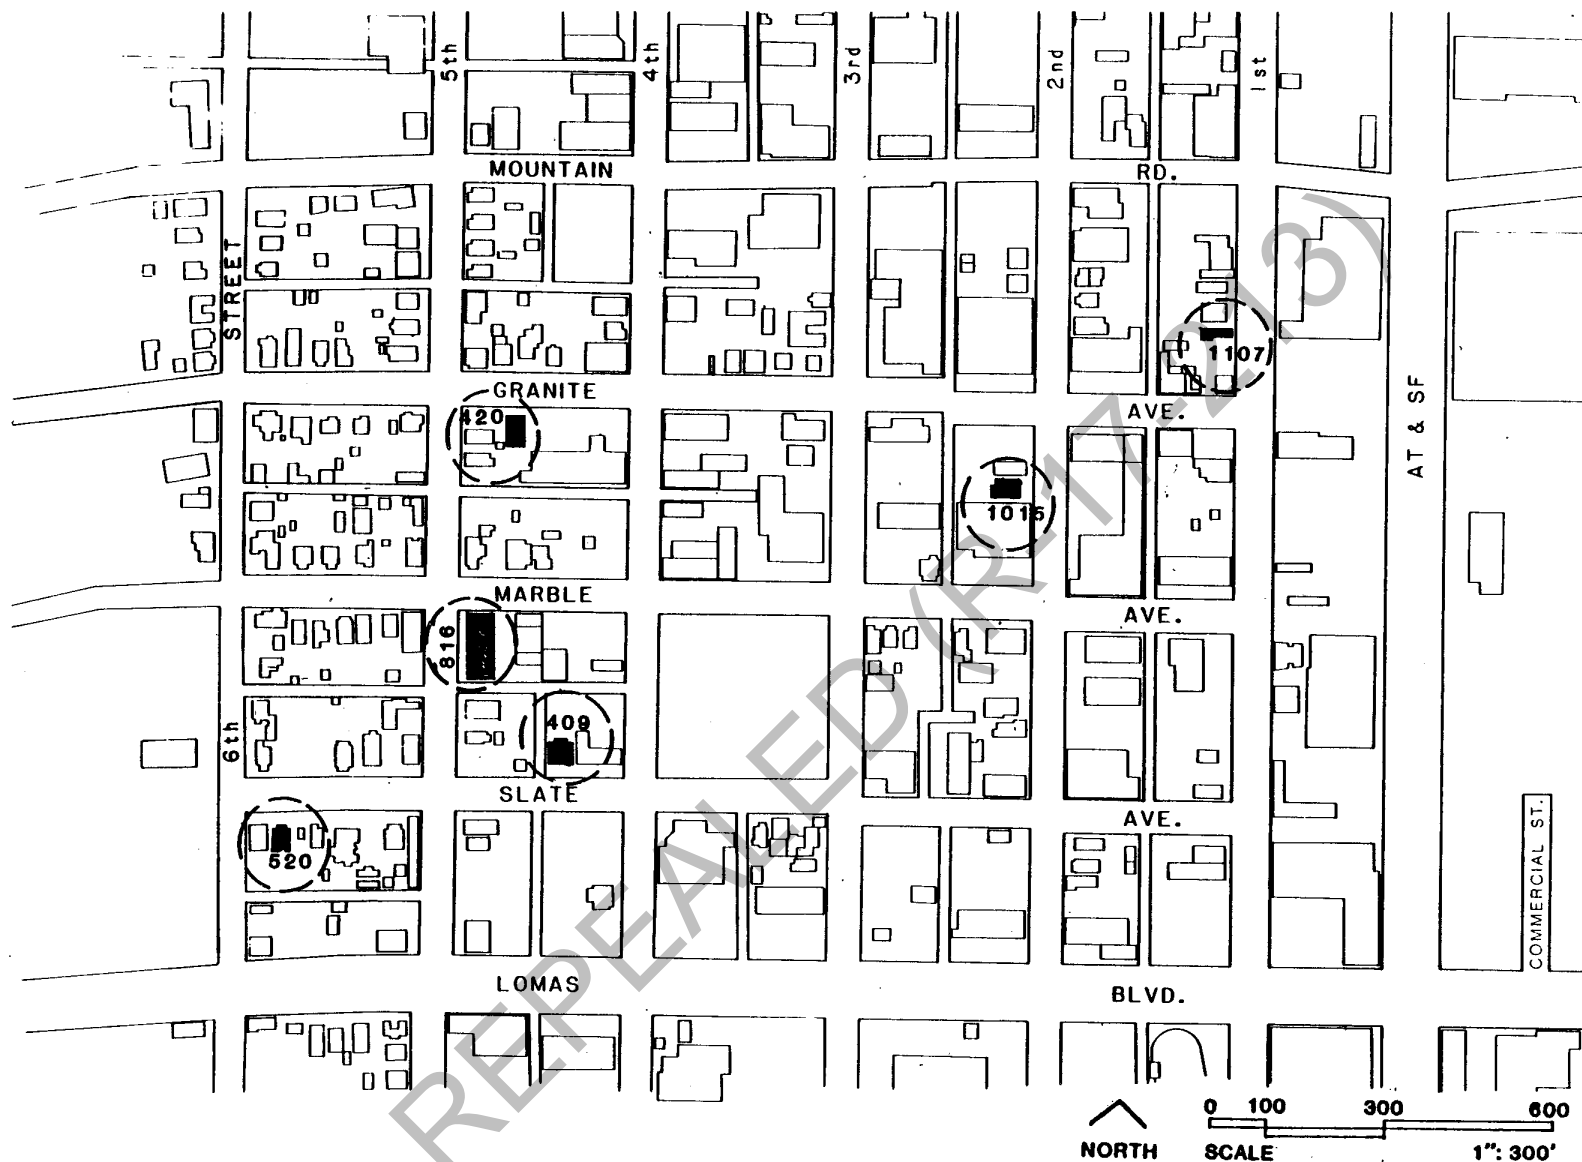 5th
4th
3rd
2nd
1st
MOUNTAIN RD.
STREET
1107
GRANITE AVE.
420
AT & SF
1015
MARBLE AVE.
816
409
6th
SLATE AVE.
520
COMMERCIAL ST.
LOMAS BLVD.
REPEALED (R-17-213)
0 100 300 600
NORTH SCALE 1": 300'